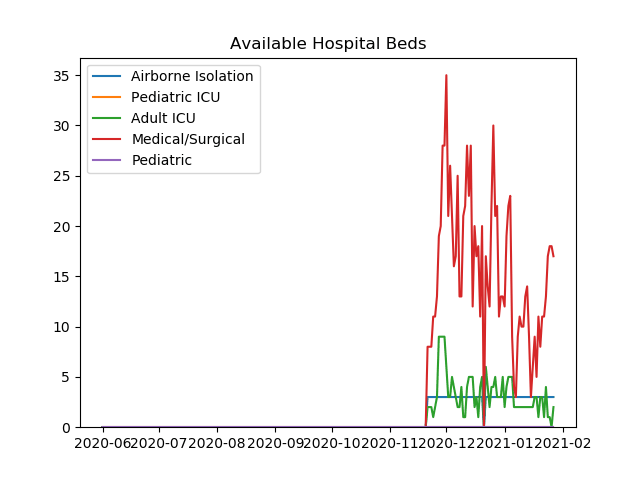 Available Hospital Beds
Airborne Isolation
Pediatric ICU
Adult ICU
Medical/Surgical
Pediatric
35
30
25
20
15
10
5
0
2020-06 2020-07 2020-08 2020-09 2020-10 2020-11 2020-12 2021-01 2021-02